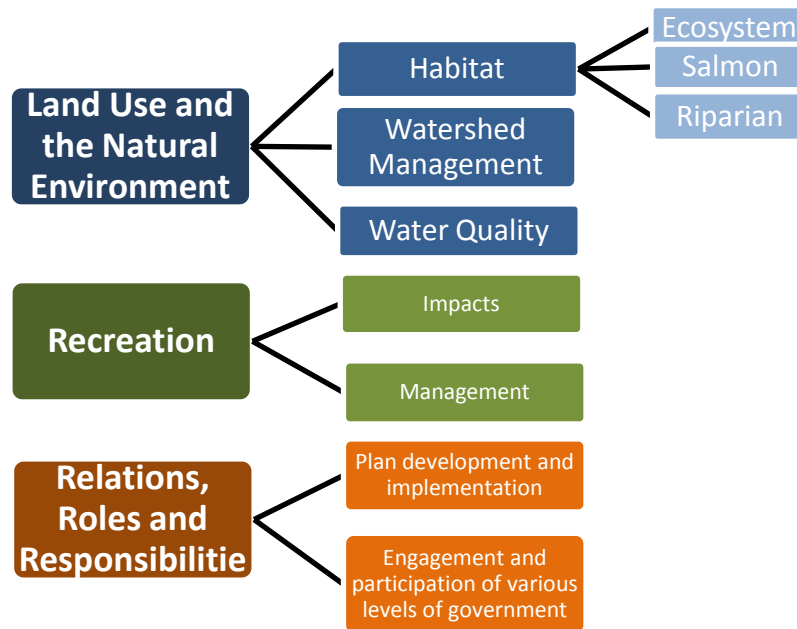 Land Use and
the Natural
Environment
Habitat
Ecosystem
Salmon
Riparian
Watershed
Management
Water Quality
Recreation
Impacts
Management
Relations,
Roles and
Responsibilitie
Plan development and
implementation
Engagement and
participation of various
levels of government